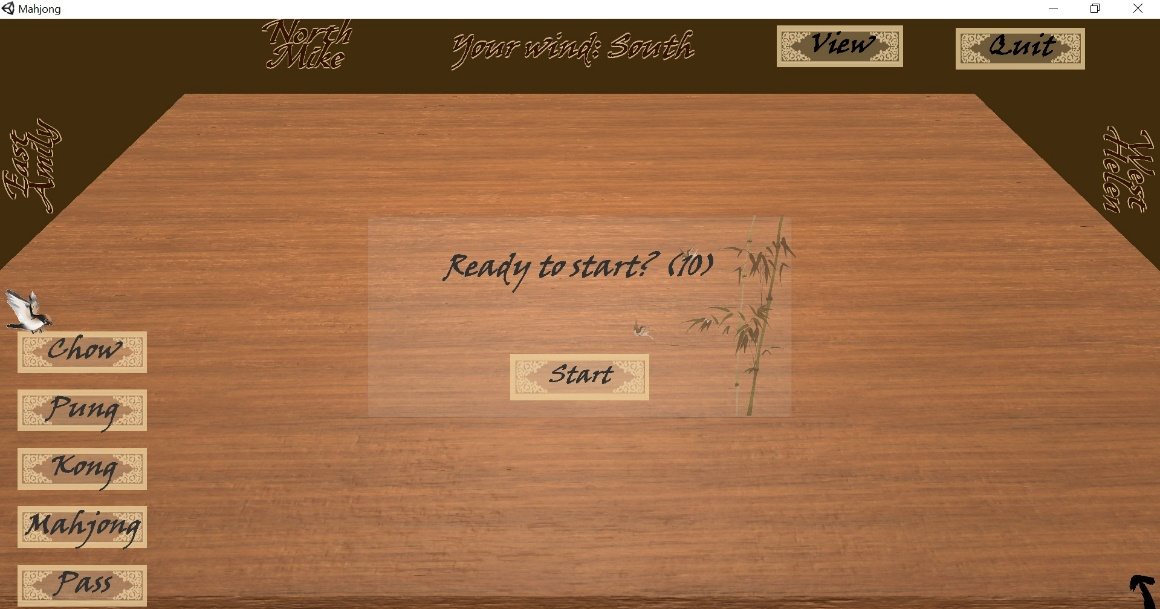 Mahjong
North
Mike
Your wind: South
View
Quit
East
Amily
West
Helen
Ready to start? (10)
Start
Chow
Pung
Kong
Mahjong
Pass